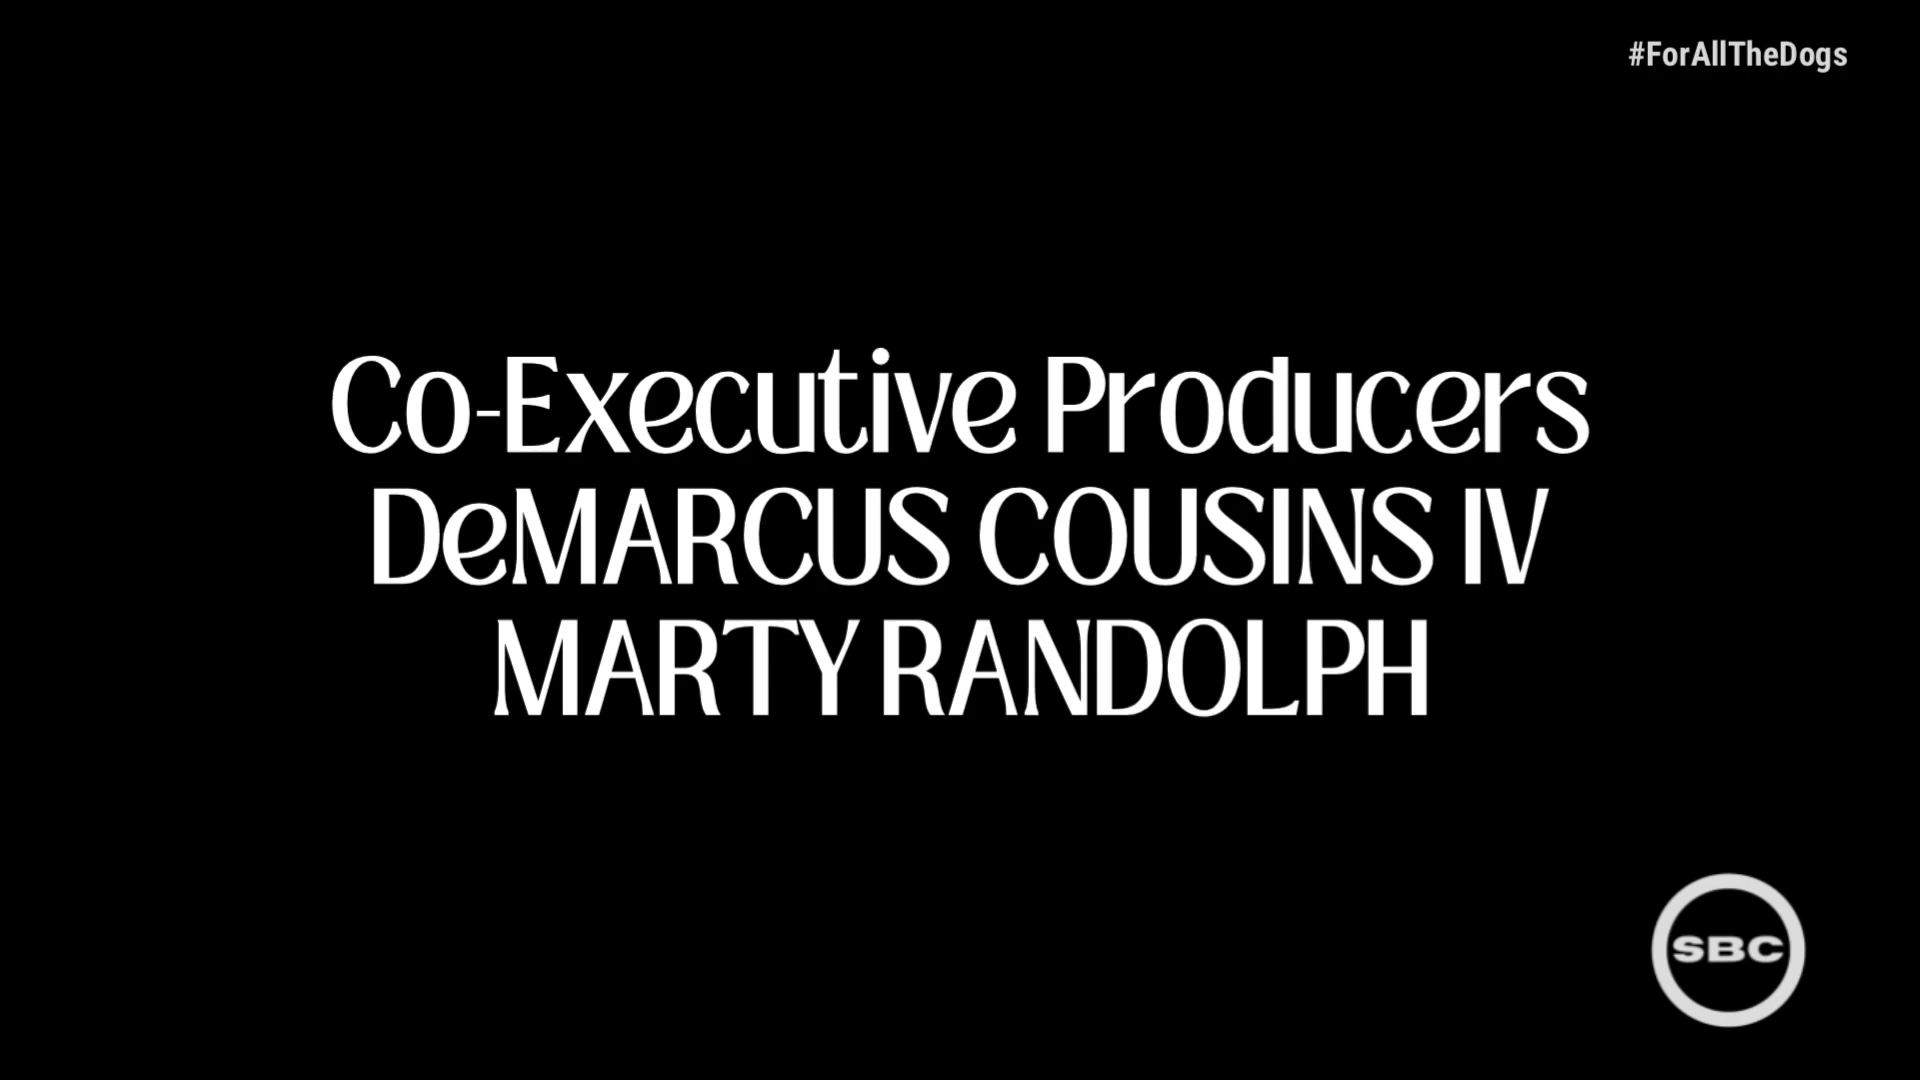 #ForAllTheDogs
Co-Executive Producers
DeMARCUS COUSINS IV
MARTY RANDOLPH
SBC